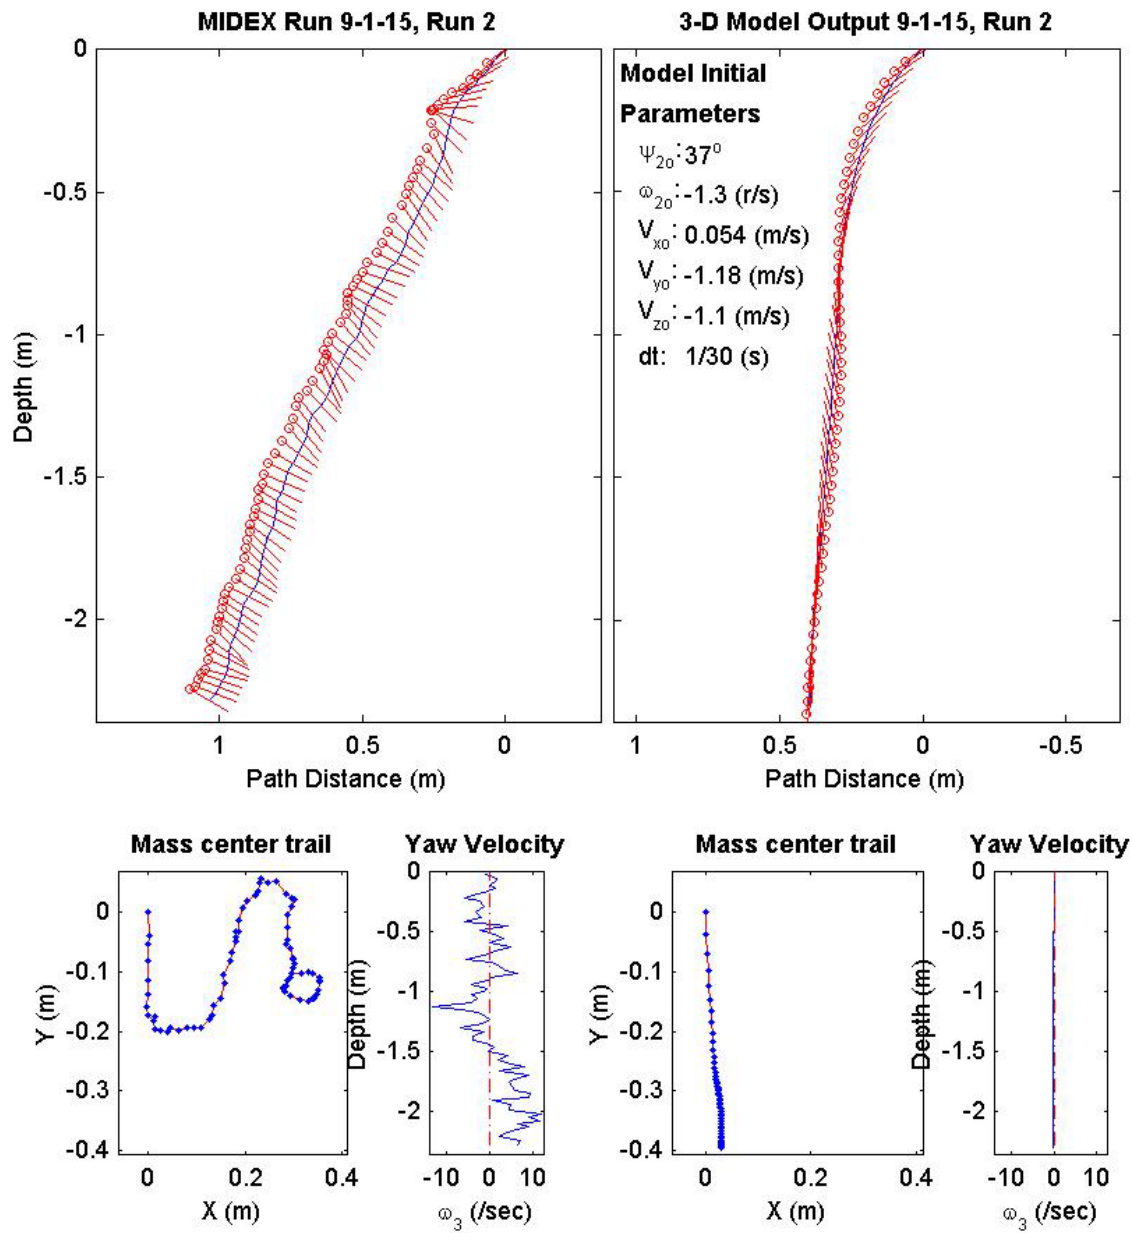 MIDEX Run 9-1-15, Run 2
3-D Model Output 9-1-15, Run 2
0
-0.5
-1
-1.5
-2
Depth (m)
1 0.5 0
Path Distance (m)
Model Initial
Parameters
Ψ2o: 37°
ω2o: -1.3 (r/s)
Vxo: 0.054 (m/s)
Vyo: -1.18 (m/s)
Vzo: -1.1 (m/s)
dt: 1/30 (s)
1 0.5 0 -0.5
Path Distance (m)
Mass center trail
0
-0.1
-0.2
-0.3
-0.4
Y (m)
0 0.2 0.4
X (m)
Yaw Velocity
0
-0.5
-1
-1.5
-2
Depth (m)
-10 0 10
ω3 (/sec)
Mass center trail
0
-0.1
-0.2
-0.3
-0.4
Y (m)
0 0.2 0.4
X (m)
Yaw Velocity
0
-0.5
-1
-1.5
-2
Depth (m)
-10 0 10
ω3 (/sec)